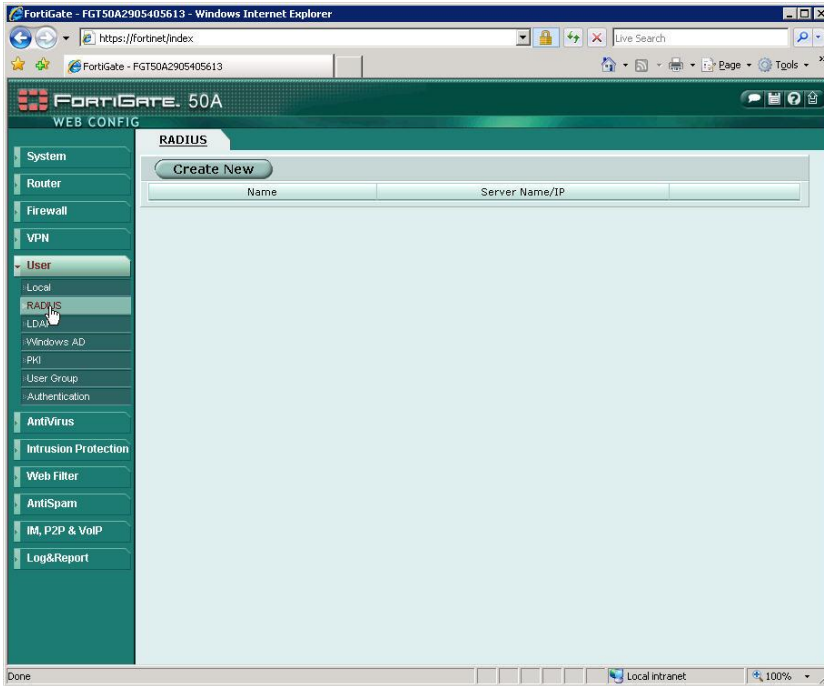 FortiGate - FGT50A2905405613 - Windows Internet Explorer
https://fortinet/index
Live Search
FortiGate - FGT50A2905405613
Page
Tools
FORTIGATE. 50A
WEB CONFIG
RADIUS
Create New
Name
Server Name/IP
System
Router
Firewall
VPN
User
Local
RADIUS
Windows AD
PKI
User Group
Authentication
AntiVirus
Intrusion Protection
Web Filter
AntiSpam
IM, P2P & VoIP
Log&Report
Done
Local intranet
100%